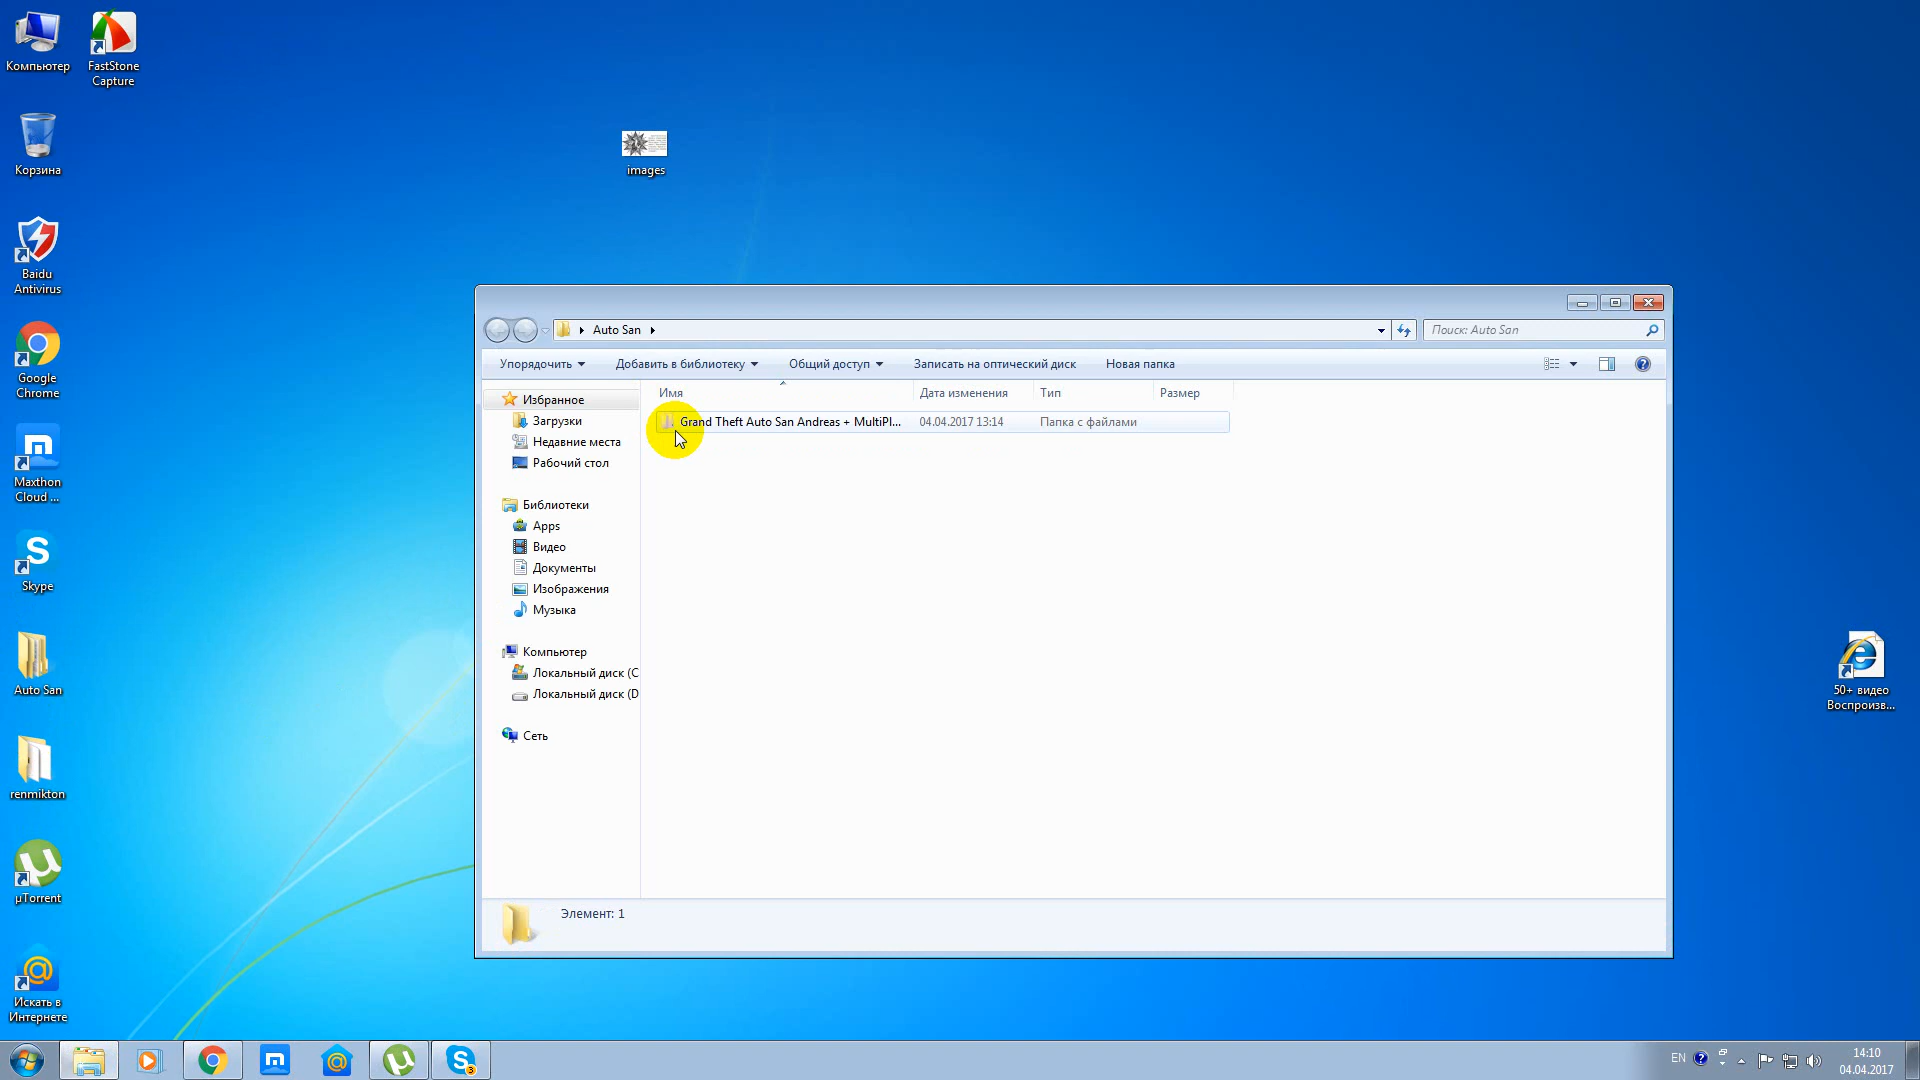 Компьютер
FastStone
Capture
Корзина
images
Baidu
Antivirus
Google
Chrome
Maxthon
Cloud ...
Skype
Auto San
renmikton
µTorrent
Искать в
Интернете
Auto San
Поиск: Auto San
Упорядочить
Добавить в библиотеку
Общий доступ
Записать на оптический диск
Новая папка
Имя
Дата изменения
Тип
Размер
Grand Theft Auto San Andreas + MultiPl...
04.04.2017 13:14
Папка с файлами
Избранное
Загрузки
Недавние места
Рабочий стол
Библиотеки
Apps
Видео
Документы
Изображения
Музыка
Компьютер
Локальный диск (C
Локальный диск (D
Сеть
Элемент: 1
50+ видео
Воспроизв...
3
EN
14:10
04.04.2017